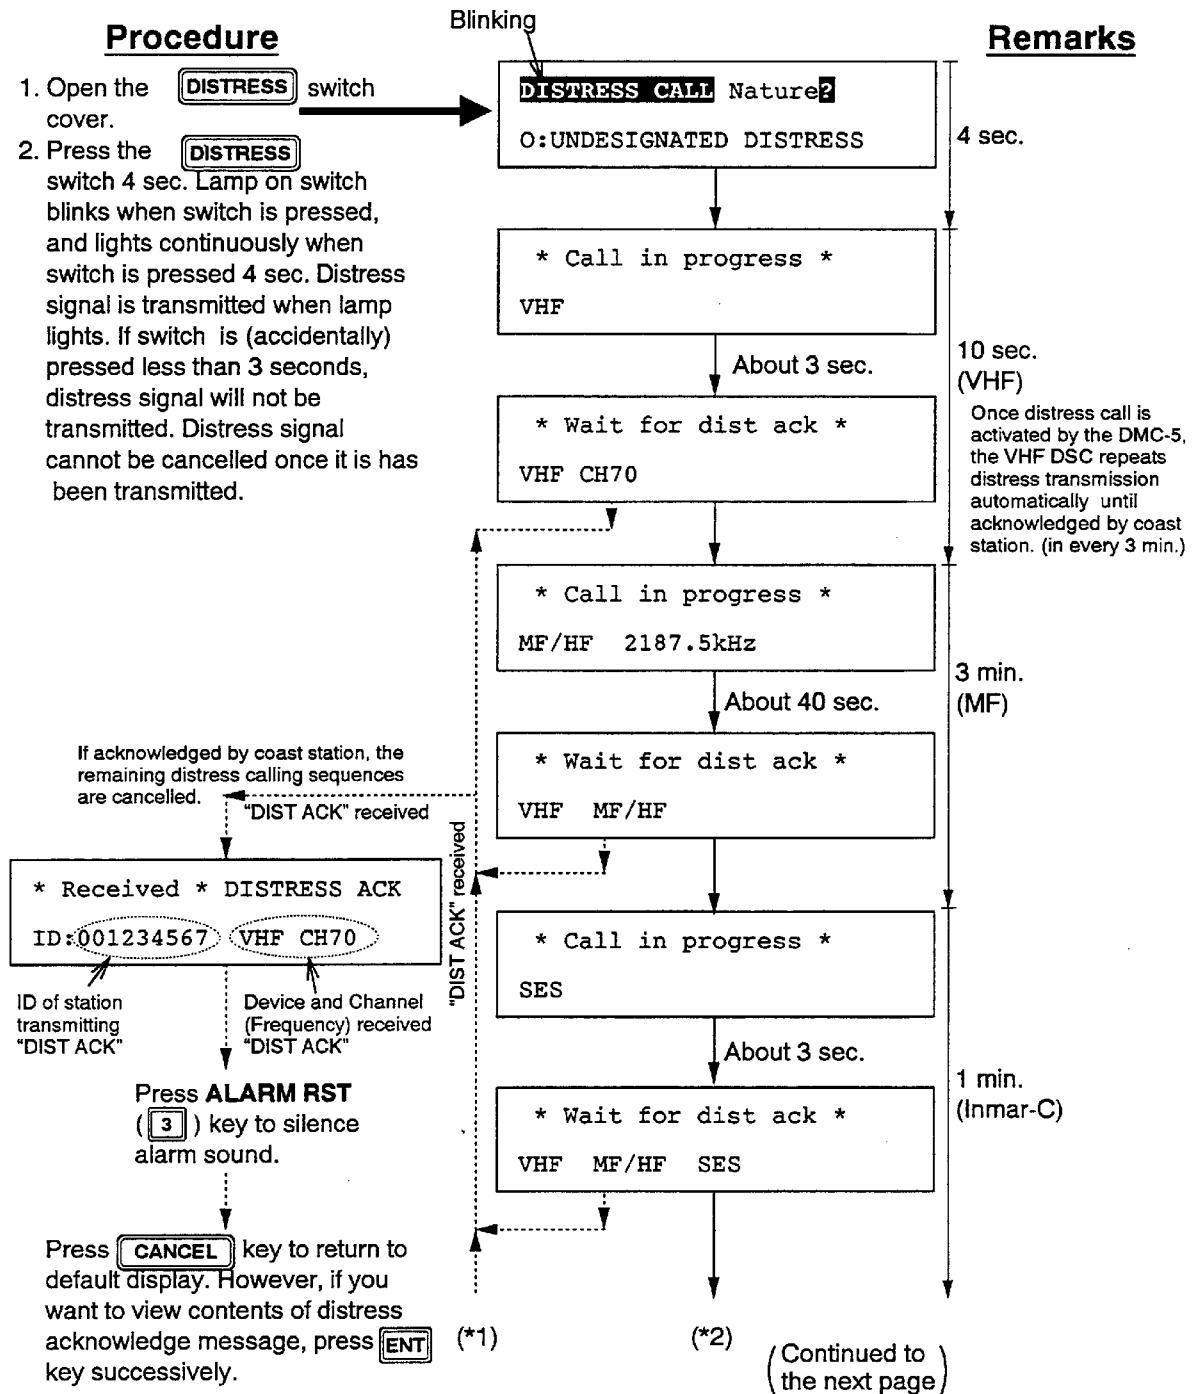 Procedure
1. Open the DISTRESS switch
cover.
2. Press the DISTRESS
switch 4 sec. Lamp on switch
blinks when switch is pressed,
and lights continuously when
switch is pressed 4 sec. Distress
signal is transmitted when lamp
lights. If switch is (accidentally)
pressed less than 3 seconds,
distress signal will not be
transmitted. Distress signal
cannot be cancelled once it is has
been transmitted.
Blinking
DISTRESS CALL Nature?
O:UNDESIGNATED DISTRESS
* Call in progress *
VHF
About 3 sec.
* Wait for dist ack *
VHF CH70
* Call in progress *
MF/HF 2187.5kHz
About 40 sec.
* Wait for dist ack *
VHF MF/HF
* Call in progress *
SES
About 3 sec.
* Wait for dist ack *
VHF MF/HF SES
(*2)
Remarks
4 sec.
10 sec.
(VHF)
Once distress call is
activated by the DMC-5,
the VHF DSC repeats
distress transmission
automatically until
acknowledged by coast
station. (in every 3 min.)
3 min.
(MF)
1 min.
(Inmar-C)
(Continued to
the next page)
If acknowledged by coast station, the
remaining distress calling sequences
are cancelled.
"DIST ACK" received
"DIST ACK" received
* Received * DISTRESS ACK
ID:001234567 VHF CH70
ID of station
transmitting
"DIST ACK"
Device and Channel
(Frequency) received
"DIST ACK"
Press ALARM RST
( 3 ) key to silence
alarm sound.
Press CANCEL key to return to
default display. However, if you
want to view contents of distress
acknowledge message, press ENT
key successively.
(*1)